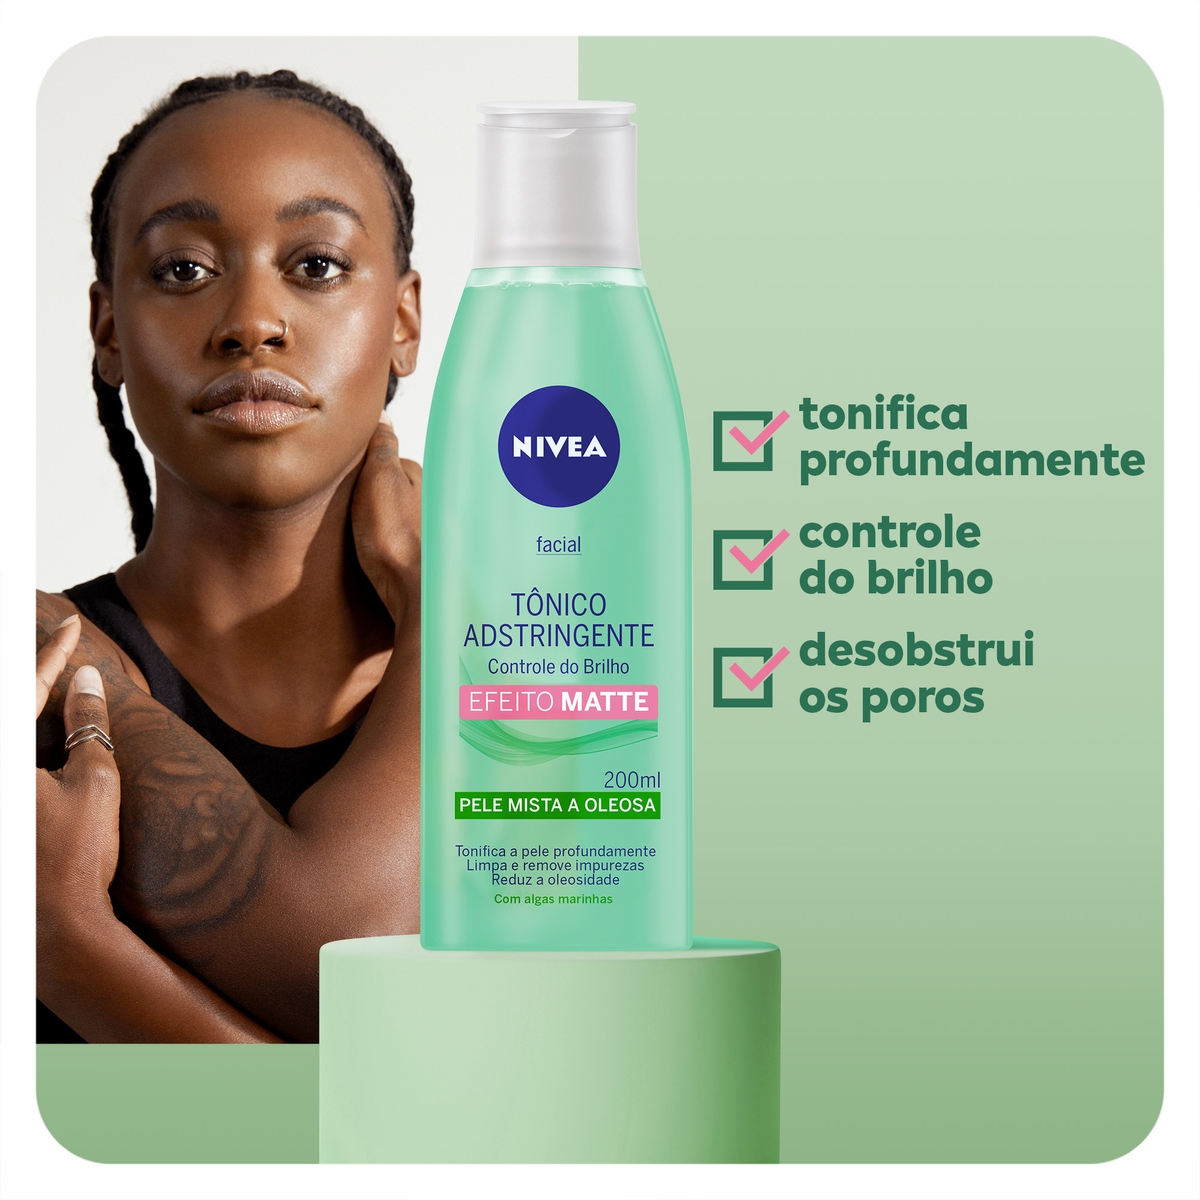 NIVEA
facial
TÔNICO
ADSTRINGENTE
Controle do Brilho
EFEITO MATTE
200ml
PELE MISTA A OLEOSA
Tonifica a pele profundamente
Limpa e remove impurezas
Reduz a oleosidade
Com algas marinhas
tonifica
profundamente
controle
do brilho
desobstrui
os poros